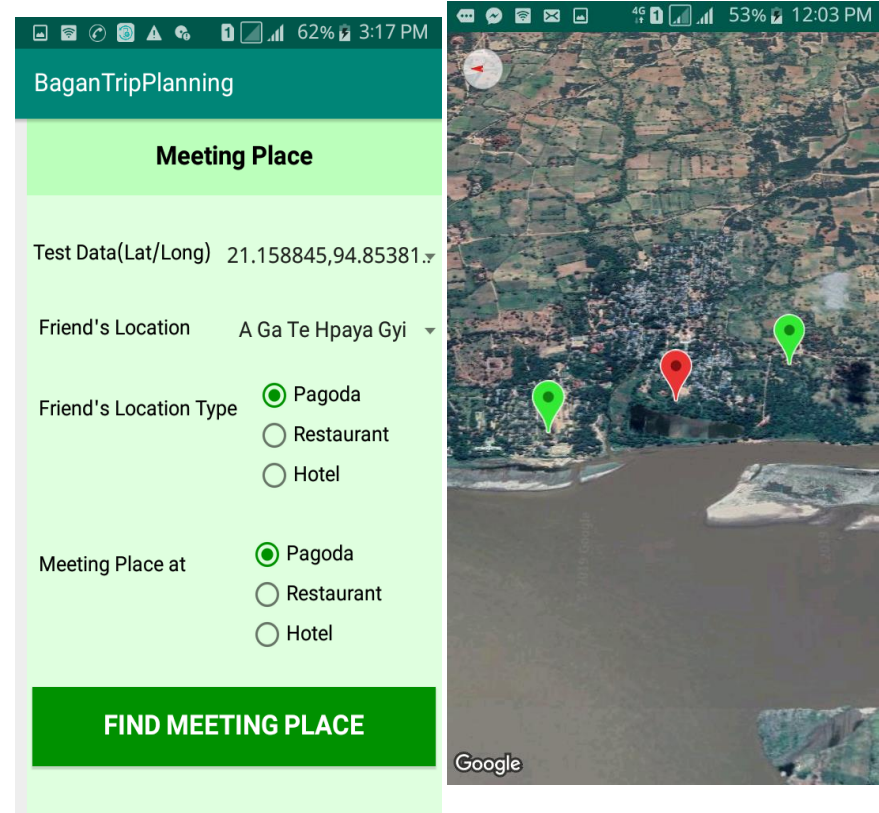 1 62% 3:17 PM
BaganTripPlanning
Meeting Place
Test Data(Lat/Long) 21.158845,94.85381..
Friend's Location A Ga Te Hpaya Gyi
Friend's Location Type
Pagoda
Restaurant
Hotel
Meeting Place at
Pagoda
Restaurant
Hotel
FIND MEETING PLACE
4G 1 53% 12:03 PM
Google